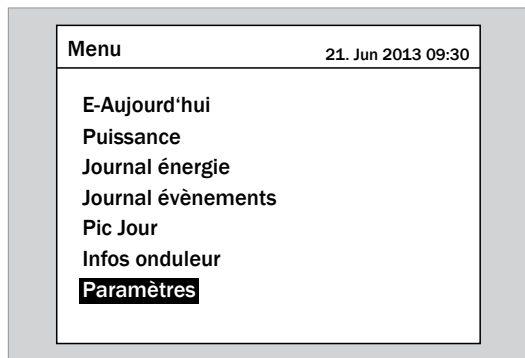 Menu
21. Jun 2013 09:30
E-Aujourd‘hui
Puissance
Journal énergie
Journal évènements
Pic Jour
Infos onduleur
Paramètres